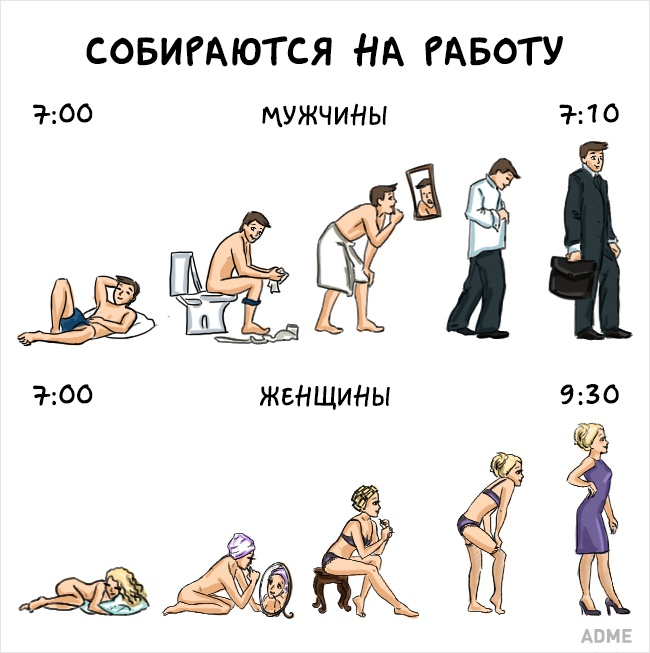 СОБИРАЮТСЯ НА РАБОТУ
7:00 МУЖЧИНЫ 7:10
7:00 ЖЕНЩИНЫ 9:30
ADME